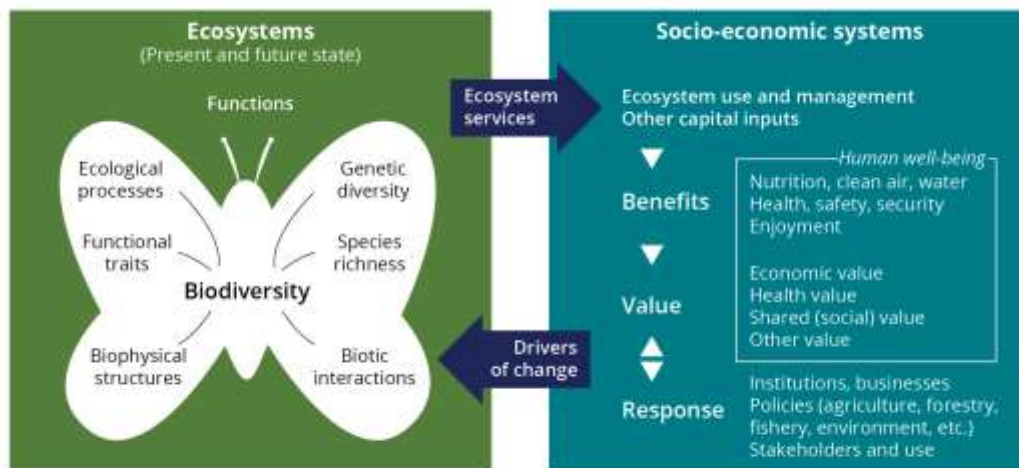 Ecosystems
(Present and future state)
Functions
Ecological
processes
Genetic
diversity
Functional
traits
Species
richness
Biodiversity
Biophysical
structures
Biotic
interactions
Ecosystem
services
Drivers
of change
Socio-economic systems
Ecosystem use and management
Other capital inputs
Human well-being
Benefits
Nutrition, clean air, water
Health, safety, security
Enjoyment
Value
Economic value
Health value
Shared (social) value
Other value
Response
Institutions, businesses
Policies (agriculture, forestry,
fishery, environment, etc.)
Stakeholders and use